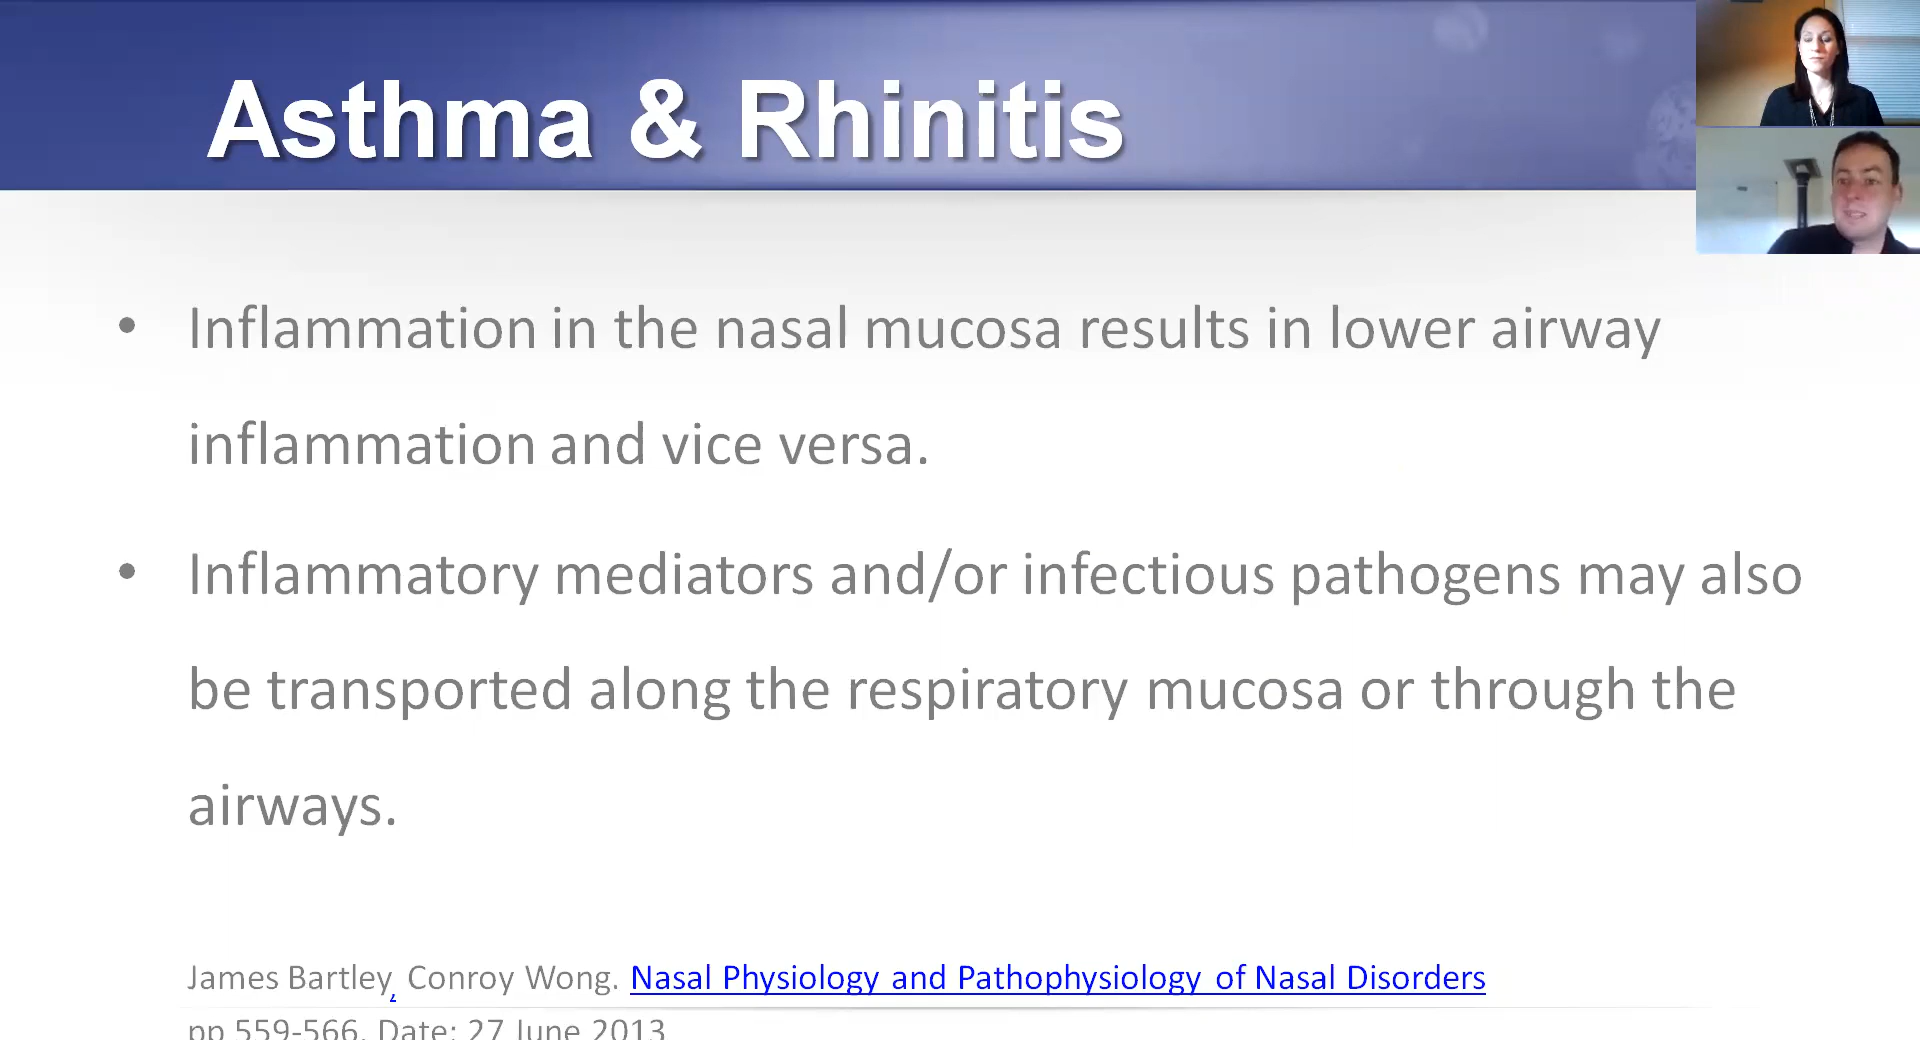 Asthma & Rhinitis
• Inflammation in the nasal mucosa results in lower airway
inflammation and vice versa.
• Inflammatory mediators and/or infectious pathogens may also
be transported along the respiratory mucosa or through the
airways.
James Bartley, Conroy Wong. Nasal Physiology and Pathophysiology of Nasal Disorders
pp 559-566. Date: 27 June 2013